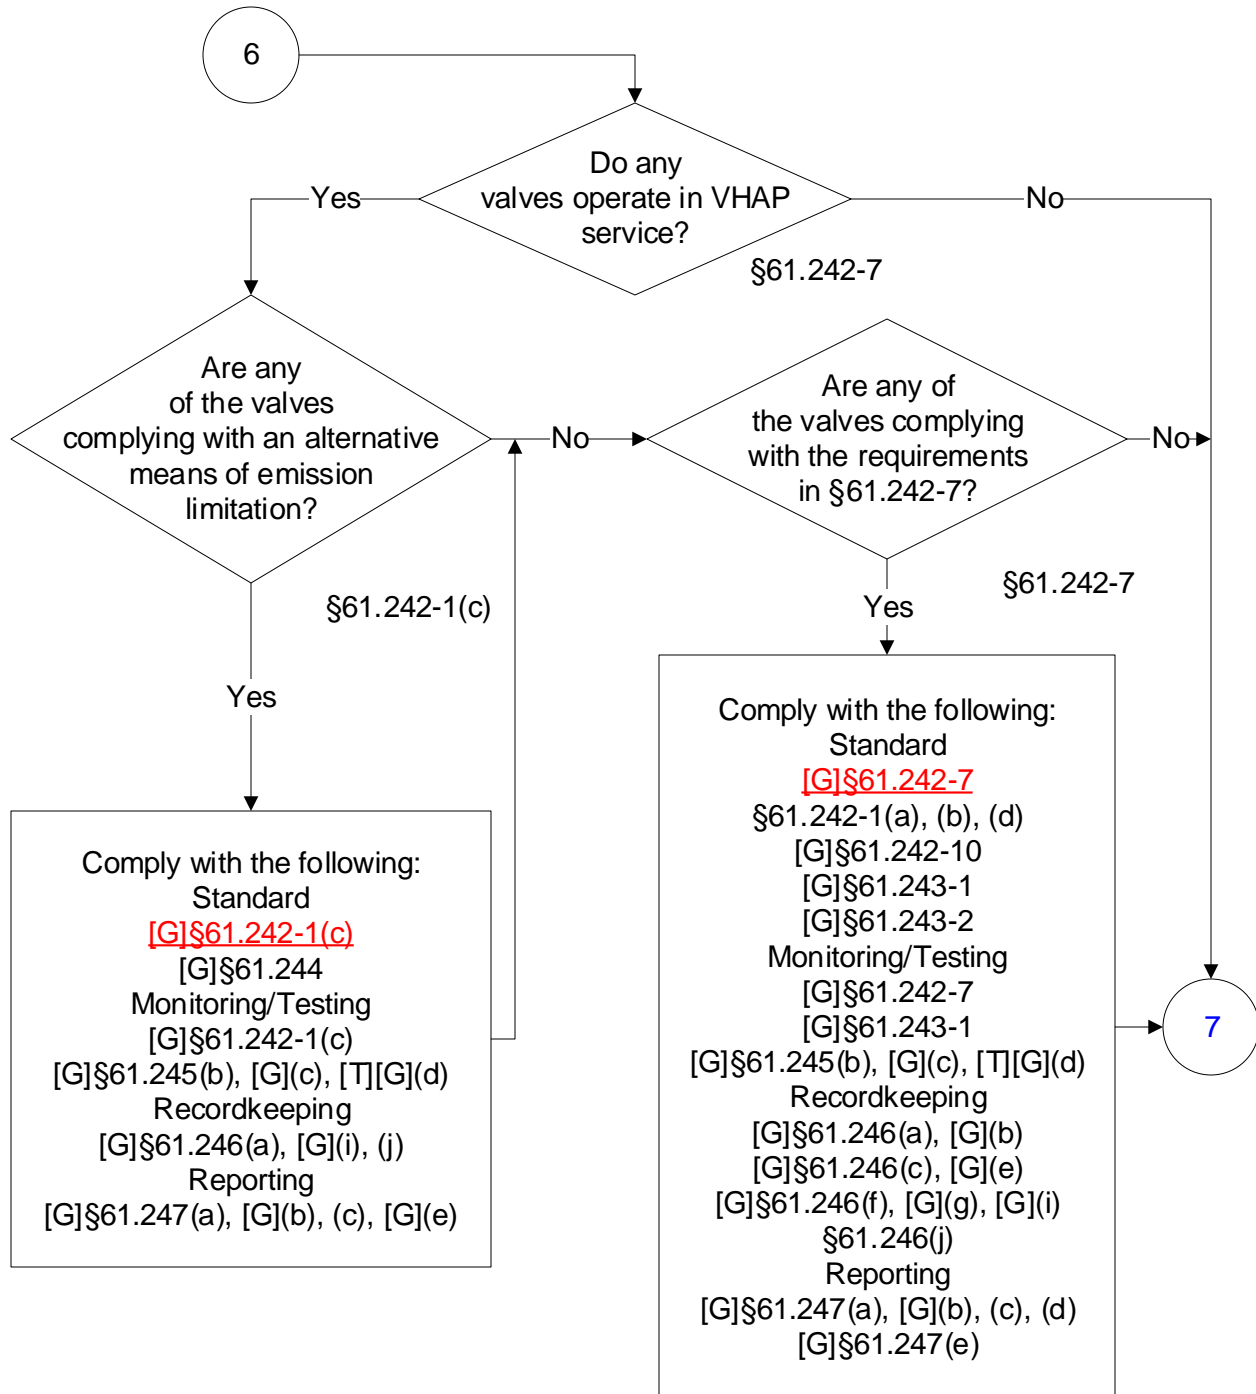 6
Do any
valves operate in VHAP
service?
Yes
No
§61.242-7
Are any
of the valves
complying with an alternative
means of emission
limitation?
No
Are any of
the valves complying
with the requirements
in §61.242-7?
No
§61.242-1(c)
§61.242-7
Yes
Yes
Comply with the following:
Standard
[G]§61.242-1(c)
[G]§61.244
Monitoring/Testing
[G]§61.242-1(c)
[G]§61.245(b), [G](c), [T][G](d)
Recordkeeping
[G]§61.246(a), [G](i), (j)
Reporting
[G]§61.247(a), [G](b), (c), [G](e)
Comply with the following:
Standard
[G]§61.242-7
§61.242-1(a), (b), (d)
[G]§61.242-10
[G]§61.243-1
[G]§61.243-2
Monitoring/Testing
[G]§61.242-7
[G]§61.243-1
[G]§61.245(b), [G](c), [T][G](d)
Recordkeeping
[G]§61.246(a), [G](b)
[G]§61.246(c), [G](e)
[G]§61.246(f), [G](g), [G](i)
§61.246(j)
Reporting
[G]§61.247(a), [G](b), (c), (d)
[G]§61.247(e)
7